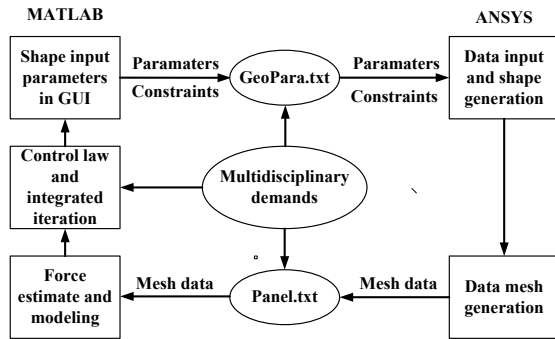 MATLAB
ANSYS
Shape input
parameters
in GUI
Paramaters
Constraints
GeoPara.txt
Paramaters
Constraints
Data input
and shape
generation
Control law
and
integrated
iteration
Multidisciplinary
demands
Force
estimate and
modeling
Mesh data
Panel.txt
Mesh data
Data mesh
generation